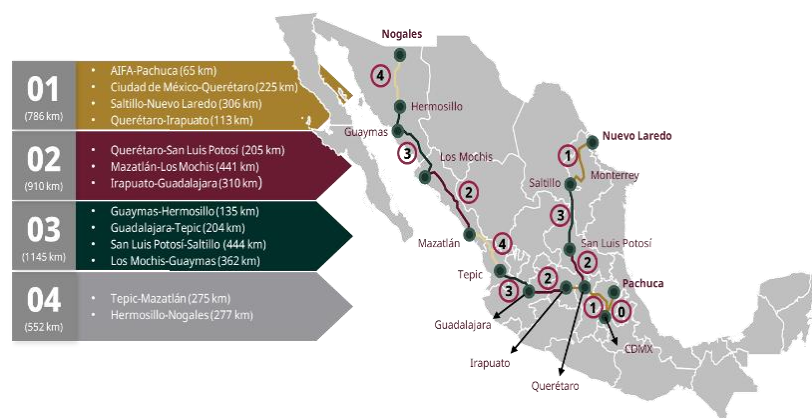 01
(786 km)
• AIFA-Pachuca (65 km)
• Ciudad de México-Querétaro (225 km)
• Saltillo-Nuevo Laredo (306 km)
• Querétaro-Irapuato (113 km)
02
(910 km)
• Querétaro-San Luis Potosí (205 km)
• Mazatlán-Los Mochis (441 km)
• Irapuato-Guadalajara (310 km)
03
(1145 km)
• Guaymas-Hermosillo (135 km)
• Guadalajara-Tepic (204 km)
• San Luis Potosí-Saltillo (444 km)
• Los Mochis-Guaymas (362 km)
04
(552 km)
• Tepic-Mazatlán (275 km)
• Hermosillo-Nogales (277 km)
Nogales
4
Hermosillo
Guaymas
3
Los Mochis
2
Nuevo Laredo
1
Monterrey
Saltillo
3
Mazatlán
4
San Luis Potosí
2
Tepic
2
Pachuca
3
1
0
Guadalajara
CDMX
Irapuato
Querétaro